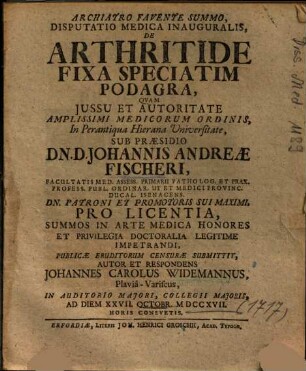 ARCHIATRO FAVENTE SUMMO,
DISPUTATIO MEDICA INAUGURALIS,
DE
ARTHRITIDE
FIXA SPECIATIM
PODAGRA,
QVAM
JUSSU ET AUTORITATE
AMPLISSIMI MEDICORUM ORDINIS,
In Perantiqua Hierana Universitate,
SUB PRÆSIDIO
DN. D. JOHANNIS ANDREÆ
FISCHERI,
FACULTATIS MED. ASSESS. PRIMARII PATHOLOG. ET PRAX.
PROFESS. PUBL. ORDINAR. UT ET MEDICI PROVINC.
DUCAL. ISENACENS.
DN. PATRONI ET PROMOTORIS SUI MAXIMI,
PRO LICENTIA,
SUMMOS IN ARTE MEDICA HONORES
ET PRIVILEGIA DOCTORALIA LEGITIME
IMPETRANDI,
PUBLICÆ ERUDITORUM CENSURÆ SUBMITTIT,
AUTOR ET RESPONDENS
JOHANNES CAROLUS WIDEMANNUS,
Plaviâ-Variscus,
IN AUDITORIO MAJORI, COLLEGII MAJORIS,
AD DIEM XXVII. OCTOBR. MDCCXVII.
HORIS CONSVETIS.
(1717)
ERFORDIÆ, Literis JOH. HENRICI GROSCHII, Acad. Typogr.